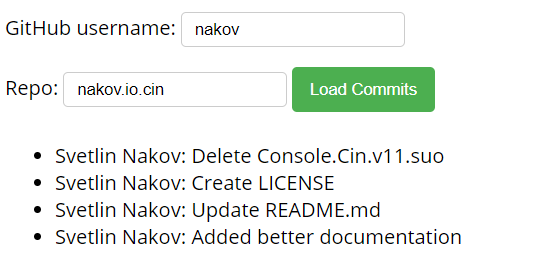 GitHub username: nakov
Repo: nakov.io.cin Load Commits
Svetlin Nakov: Delete Console.Cin.v11.suo
Svetlin Nakov: Create LICENSE
Svetlin Nakov: Update README.md
Svetlin Nakov: Added better documentation